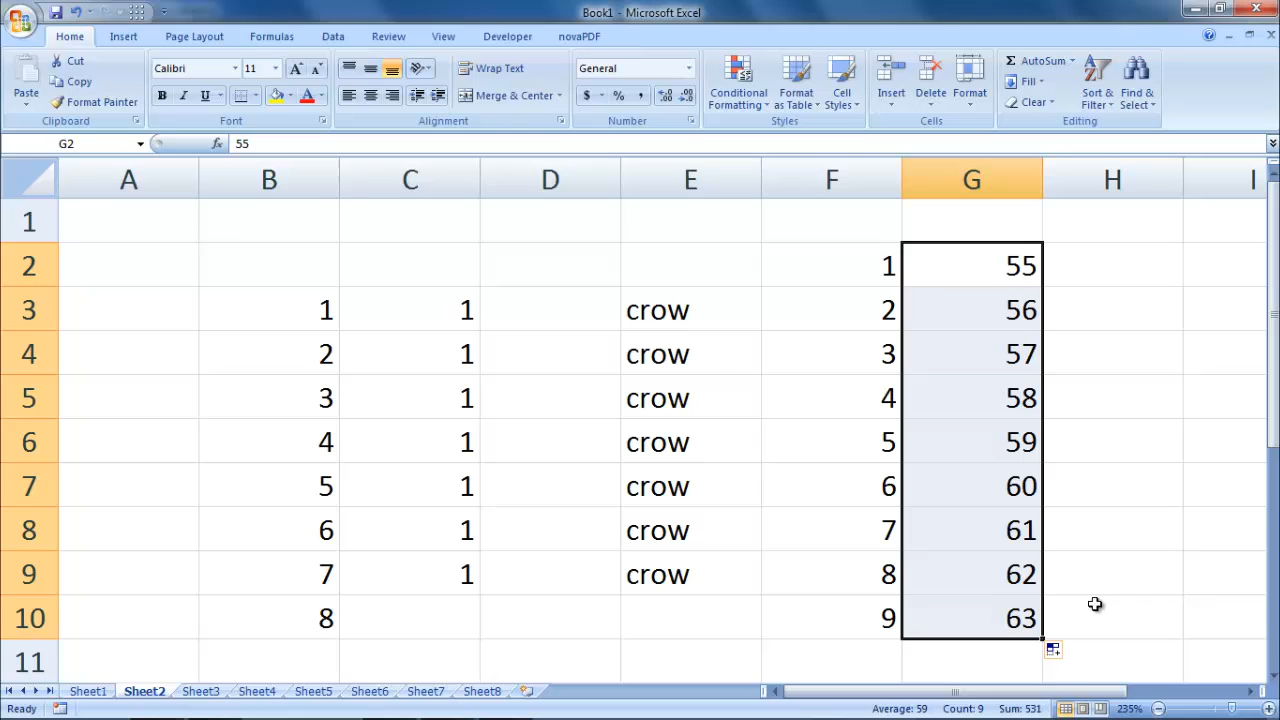 Book1 - Microsoft Excel
Home Insert Page Layout Formulas Data Review View Developer novaPDF
Paste
Cut
Copy
Format Painter
Clipboard
Calibri 11
B I U
Font
Wrap Text
Merge & Center
Alignment
General
$ % ,
Number
Conditional Formatting
Format as Table
Cell Styles
Styles
Insert Delete Format
Cells
Σ AutoSum
Fill
Clear
Sort & Filter
Find & Select
Editing
G2 fx 55
A B C D E F G H I
1
2 1 55
3 1 1 crow 2 56
4 2 1 crow 3 57
5 3 1 crow 4 58
6 4 1 crow 5 59
7 5 1 crow 6 60
8 6 1 crow 7 61
9 7 1 crow 8 62
10 8 9 63
11
Sheet1 Sheet2 Sheet3 Sheet4 Sheet5 Sheet6 Sheet7 Sheet8
Ready Average: 59 Count: 9 Sum: 531 235%